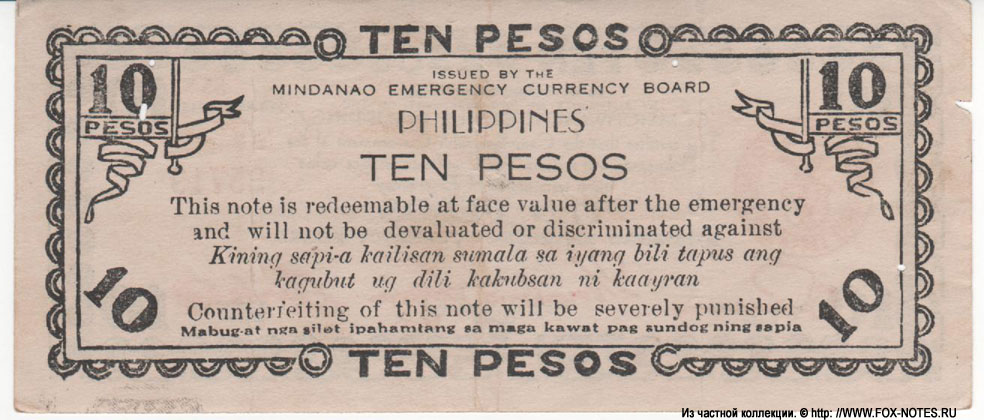 TEN PESOS
10 PESOS
10 PESOS
ISSUED BY THE
MINDANAO EMERGENCY CURRENCY BOARD
PHILIPPINES
TEN PESOS
This note is redeemable at face value after the emergency
and will not be devaluated or discriminated against
Kining sapi-a kailisan sumala sa iyang bili tapus ang
kagubut ug dili kakubsan ni kaayran
10
10
Counterfeiting of this note will be severely punished
Mabug-at nga silot ipahamtang sa maga kawat pag sundog ning sapia
TEN PESOS
Из частной коллекции. © http: //www.FOX-NOTES.RU